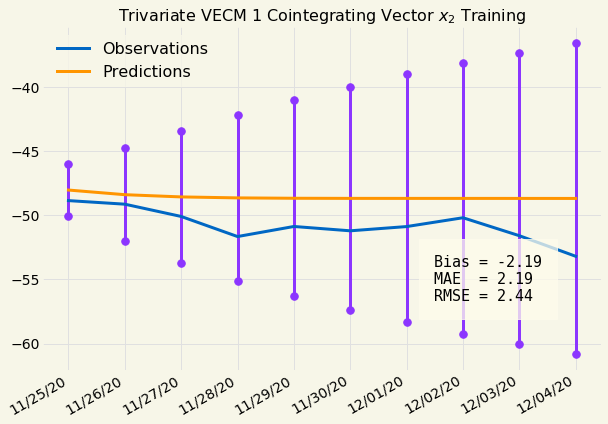 Trivariate VECM 1 Cointegrating Vector x₂ Training
Observations
Predictions
−40
−45
−50
−55
−60
Bias = -2.19
MAE  = 2.19
RMSE = 2.44
11/25/20
11/26/20
11/27/20
11/28/20
11/29/20
11/30/20
12/01/20
12/02/20
12/03/20
12/04/20